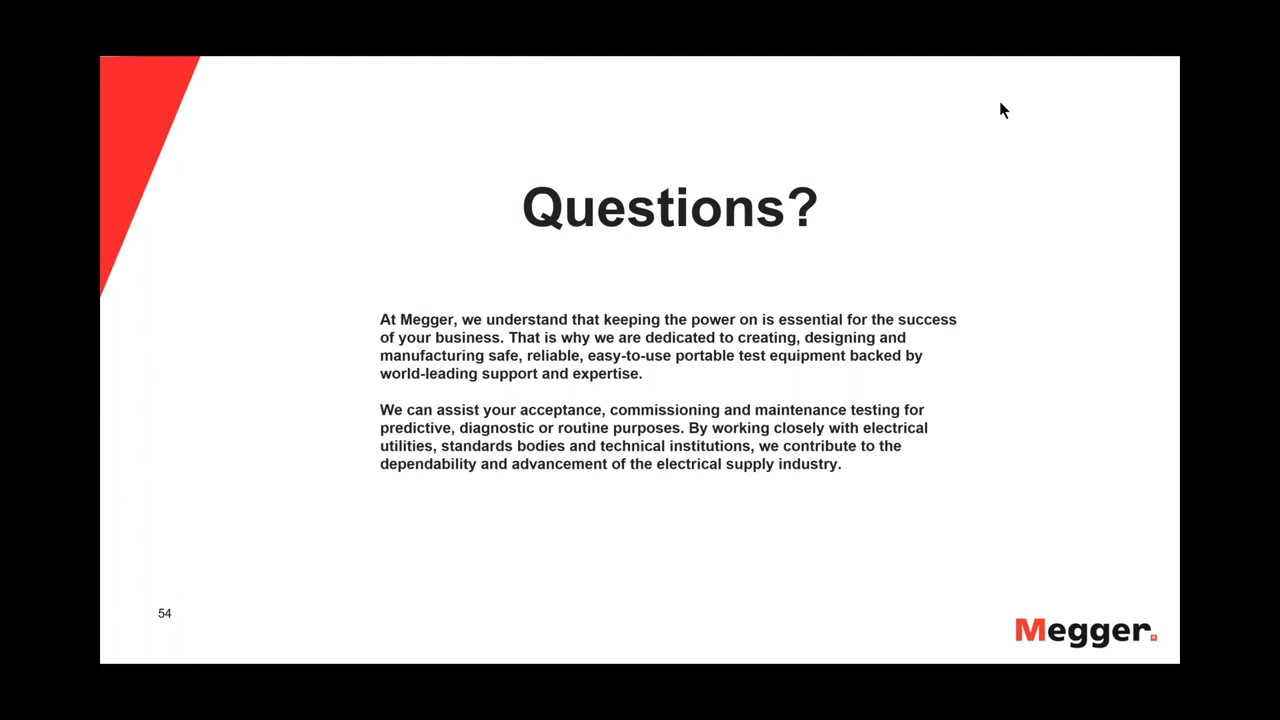 Questions?
At Megger, we understand that keeping the power on is essential for the success
of your business. That is why we are dedicated to creating, designing and
manufacturing safe, reliable, easy-to-use portable test equipment backed by
world-leading support and expertise.
We can assist your acceptance, commissioning and maintenance testing for
predictive, diagnostic or routine purposes. By working closely with electrical
utilities, standards bodies and technical institutions, we contribute to the
dependability and advancement of the electrical supply industry.
54
Megger.